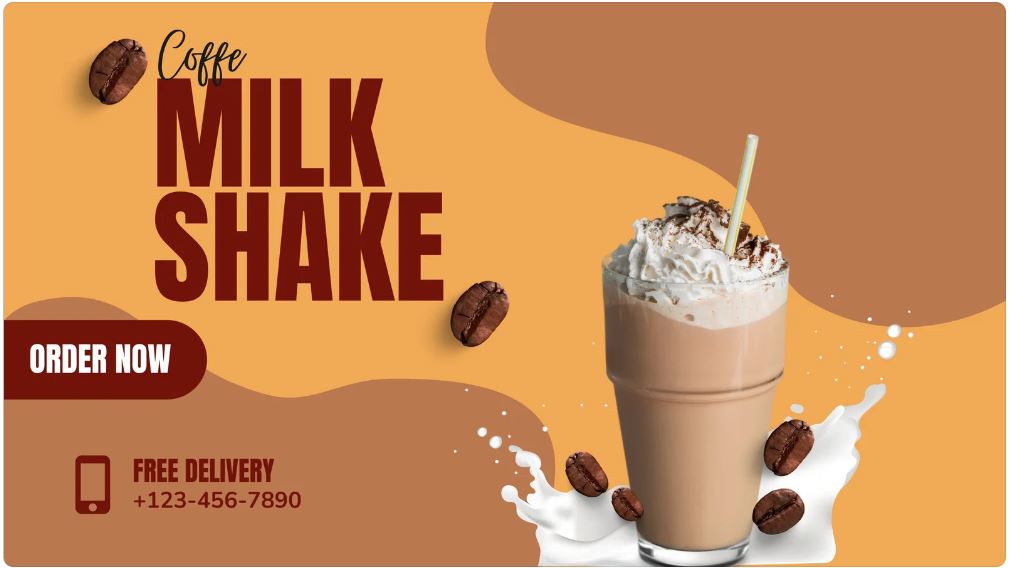 Coffe
MILK
SHAKE
ORDER NOW
FREE DELIVERY
+123-456-7890